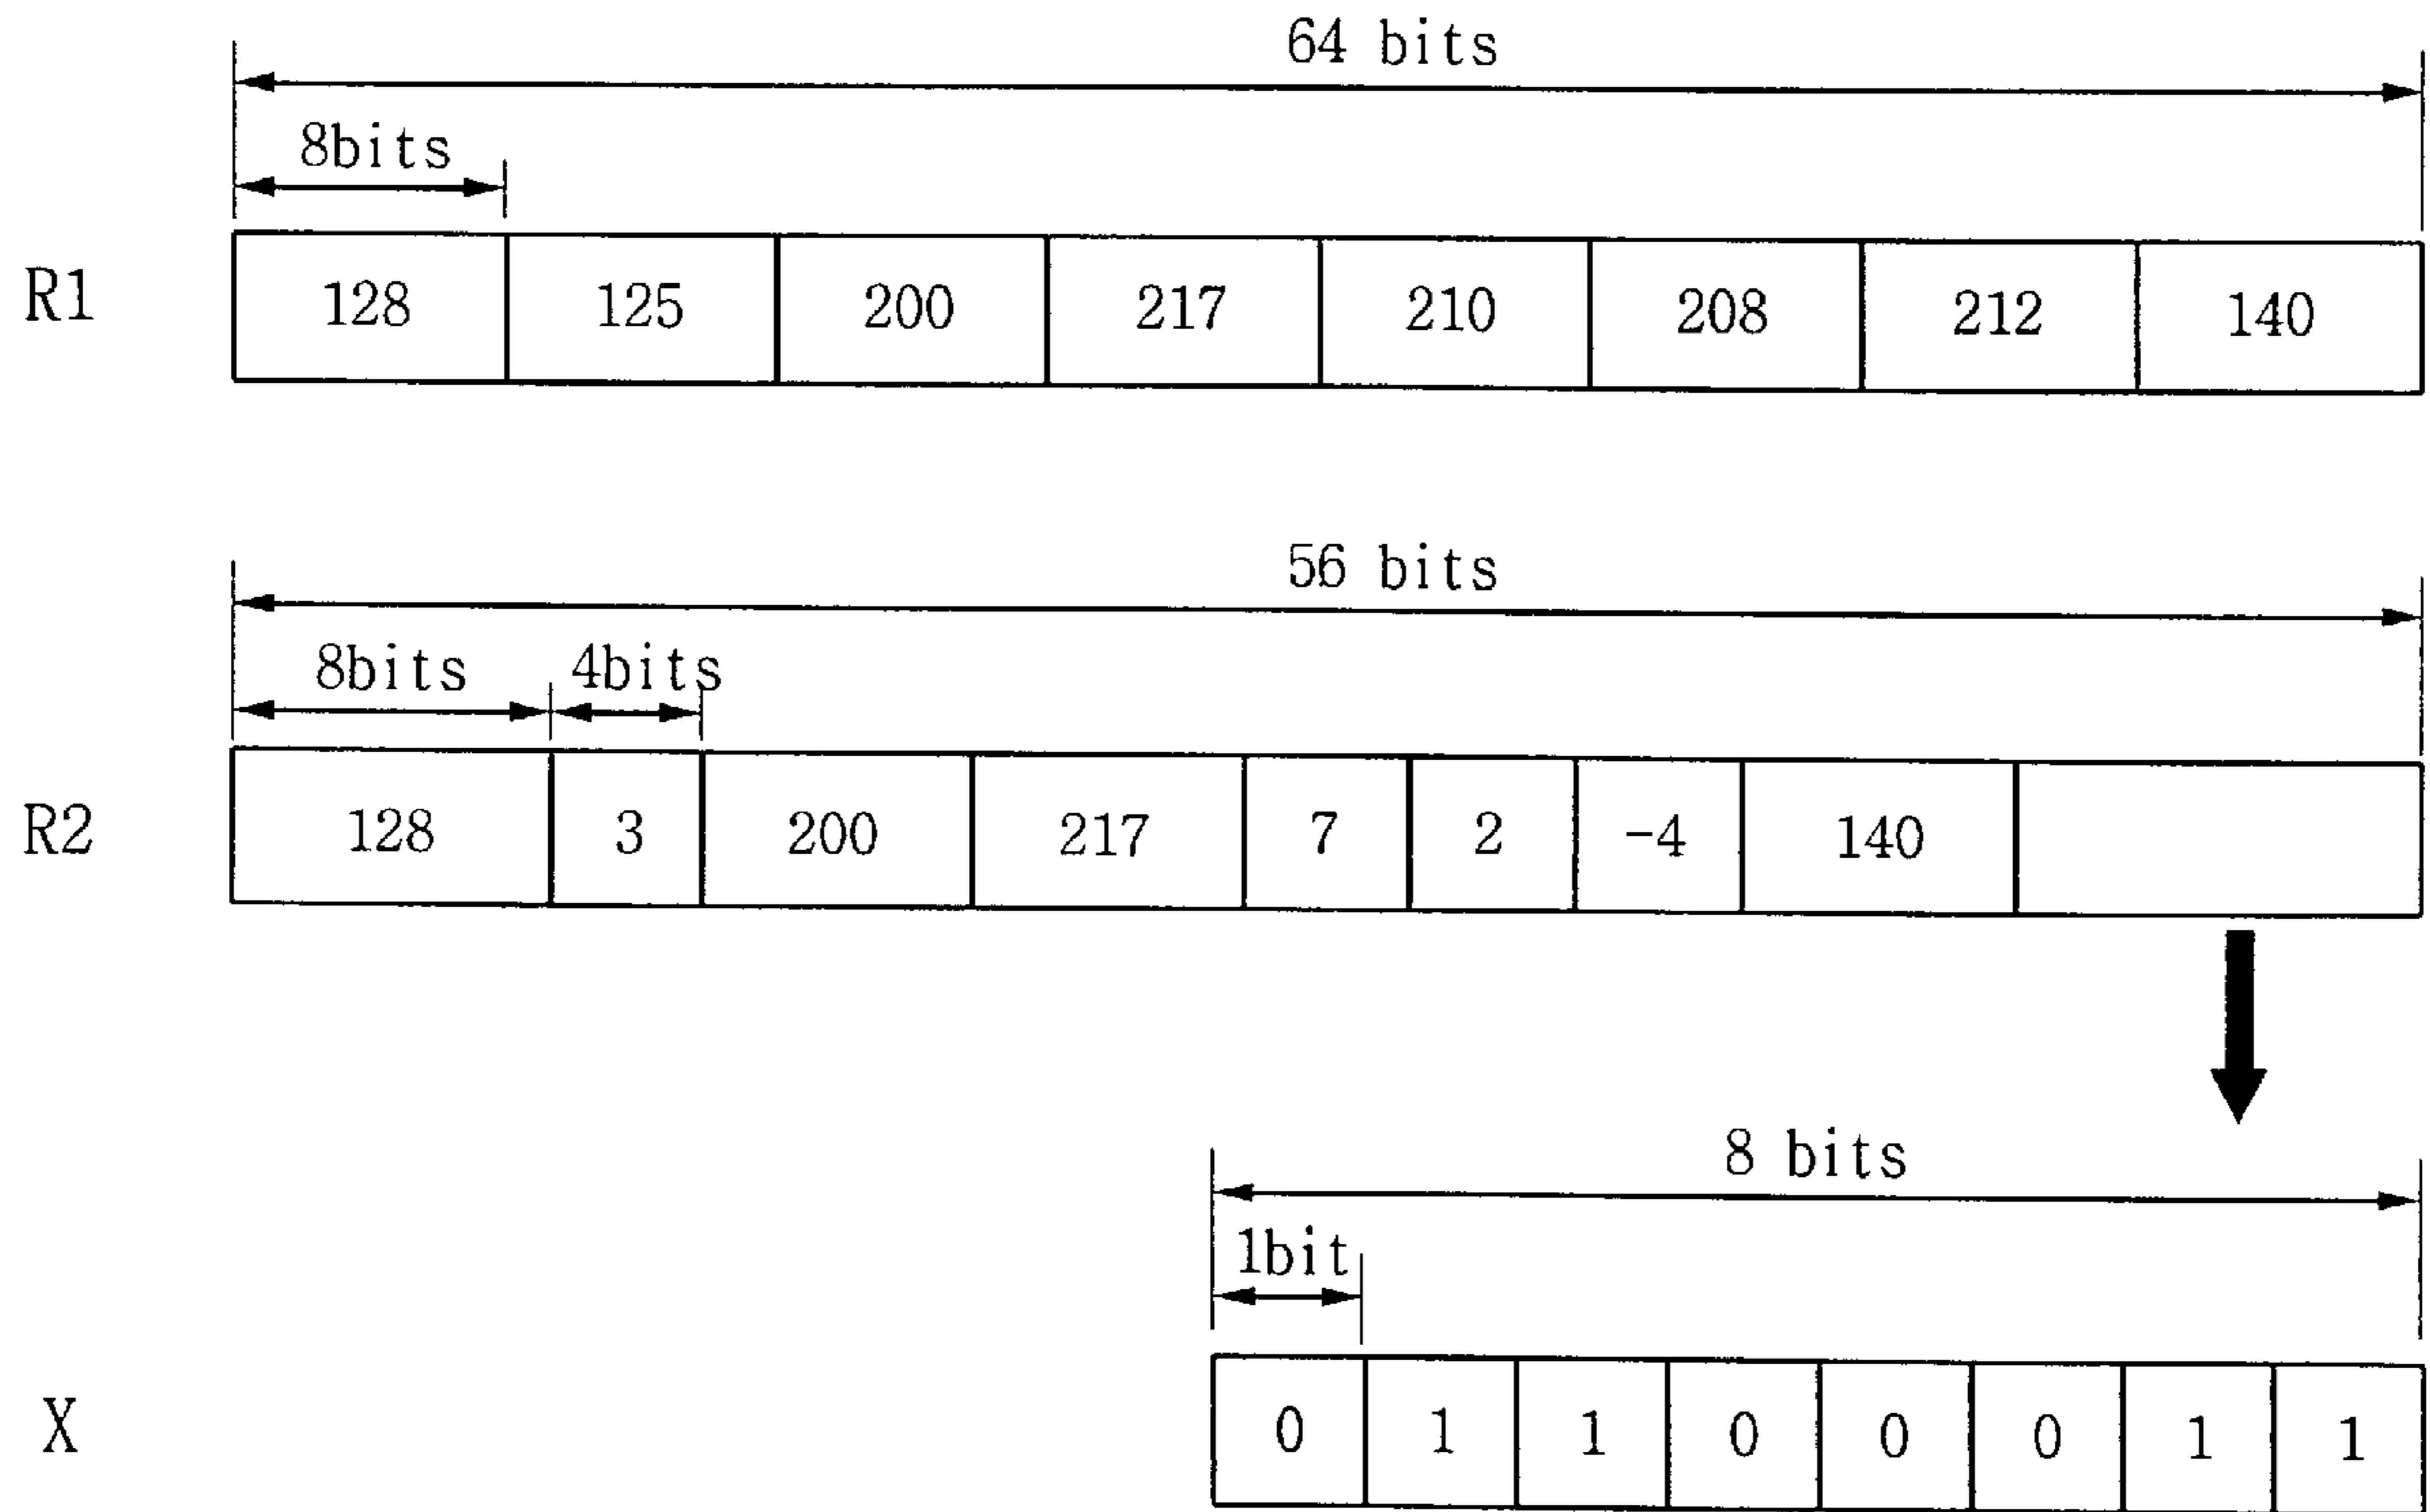 64 bits
8bits
R1 128 125 200 217 210 208 212 140
56 bits
8bits 4bits
R2 128 3 200 217 7 2 -4 140
8 bits
1bit
X 0 1 1 0 0 0 1 1